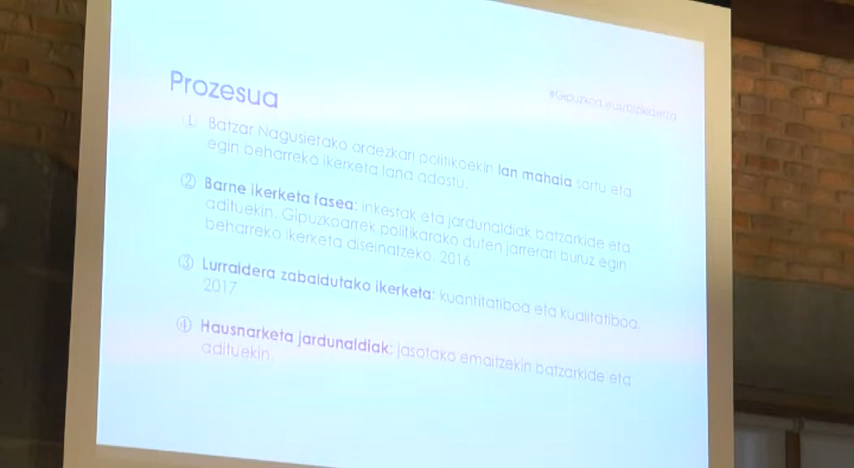 Prozesua
#Gipuzkoa
① Batzar Nagusietako ordezkari politikoekin lan mahaia sortu eta
egin beharreko ikerketa lana adostu.
② Barne ikerketa fasea: inkestak eta jardunaldiak batzarkide eta
adituekin. Gipuzkoarrek politikarako duten jarrerari buruz egin
beharreko ikerketa diseinatzeko. 2016
③ Lurraldera zabaldutako ikerketa: kuantitatiboa eta kualitatiboa.
2017
④ Hausnarketa jardunaldiak: jasotako emaitzekin batzarkide eta
adituekin.